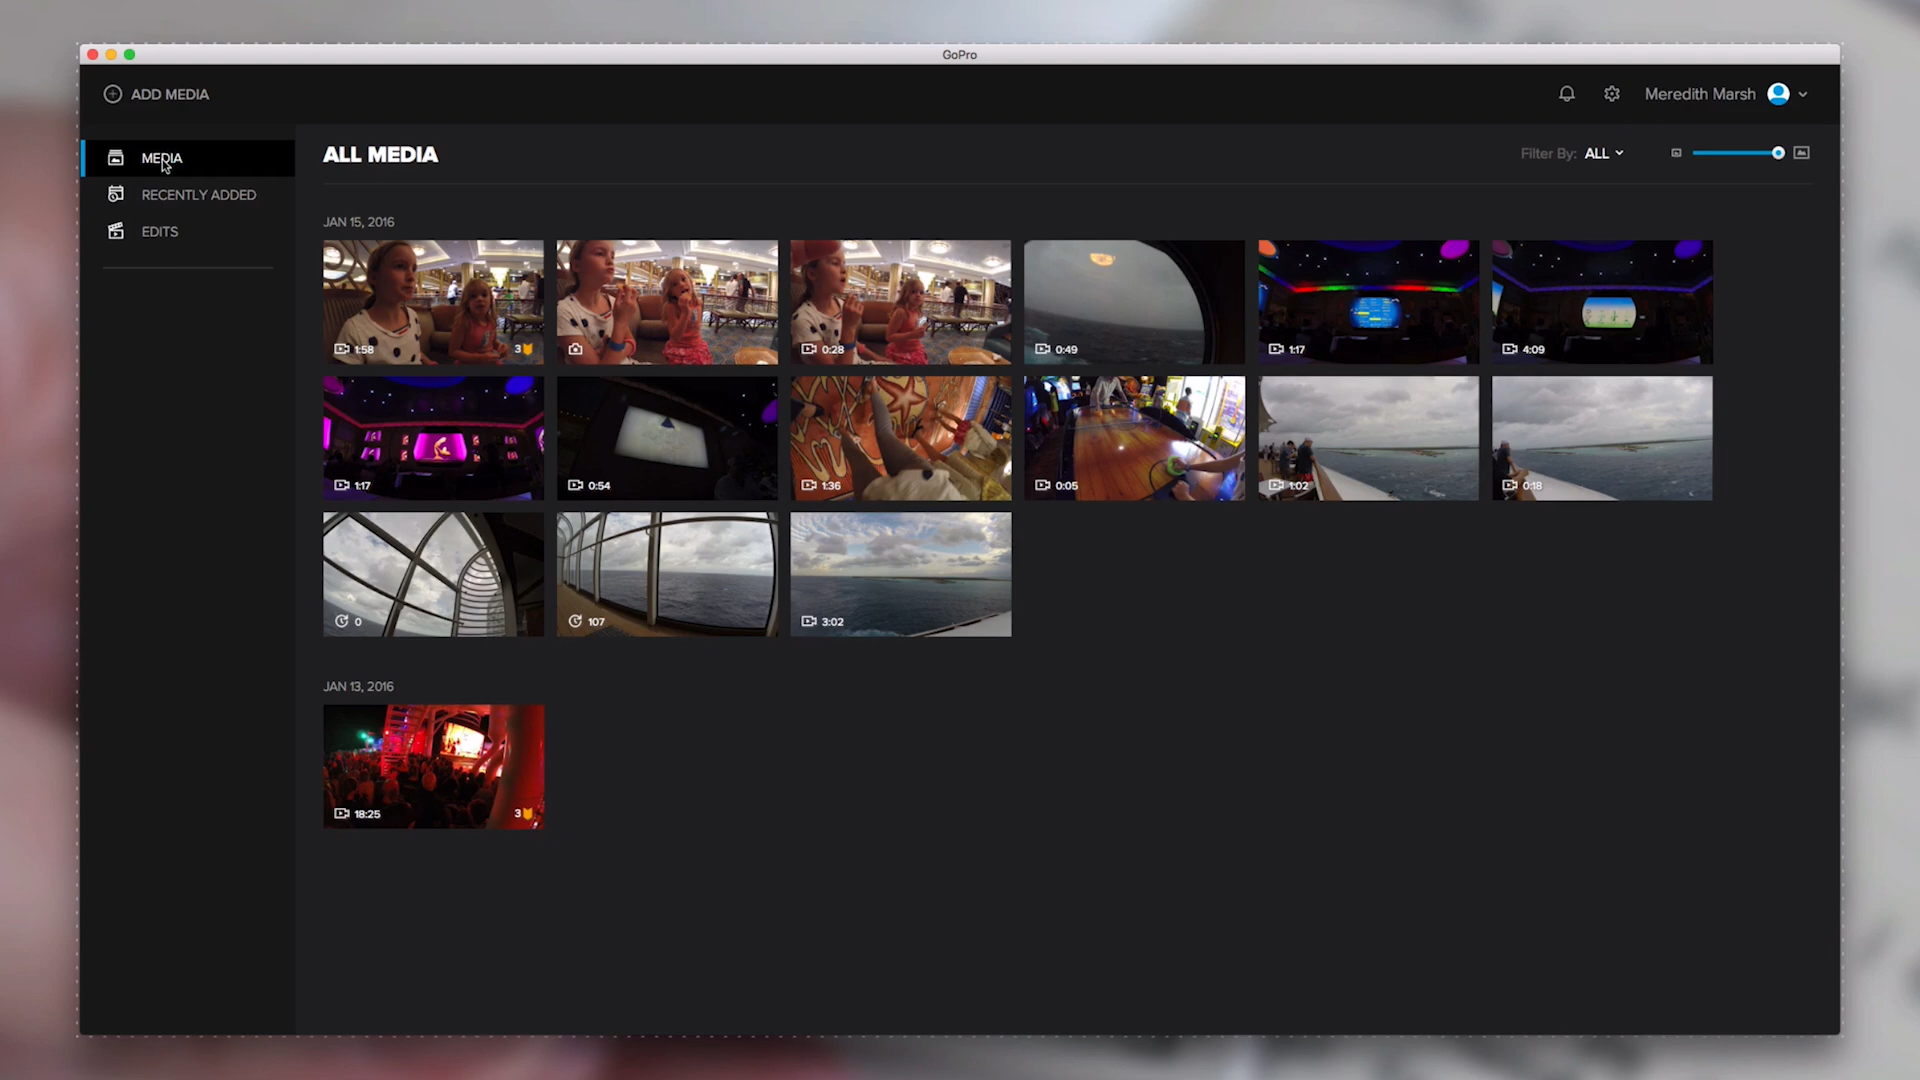 GoPro
ADD MEDIA
Meredith Marsh
MEDIA
RECENTLY ADDED
EDITS
ALL MEDIA
Filter By: ALL
JAN 15, 2016
1:58 3
0:28
0:49
1:17
4:09
1:17
0:54
1:36
0:05
1:02
0:18
0
107
3:02
JAN 13, 2016
18:25 3